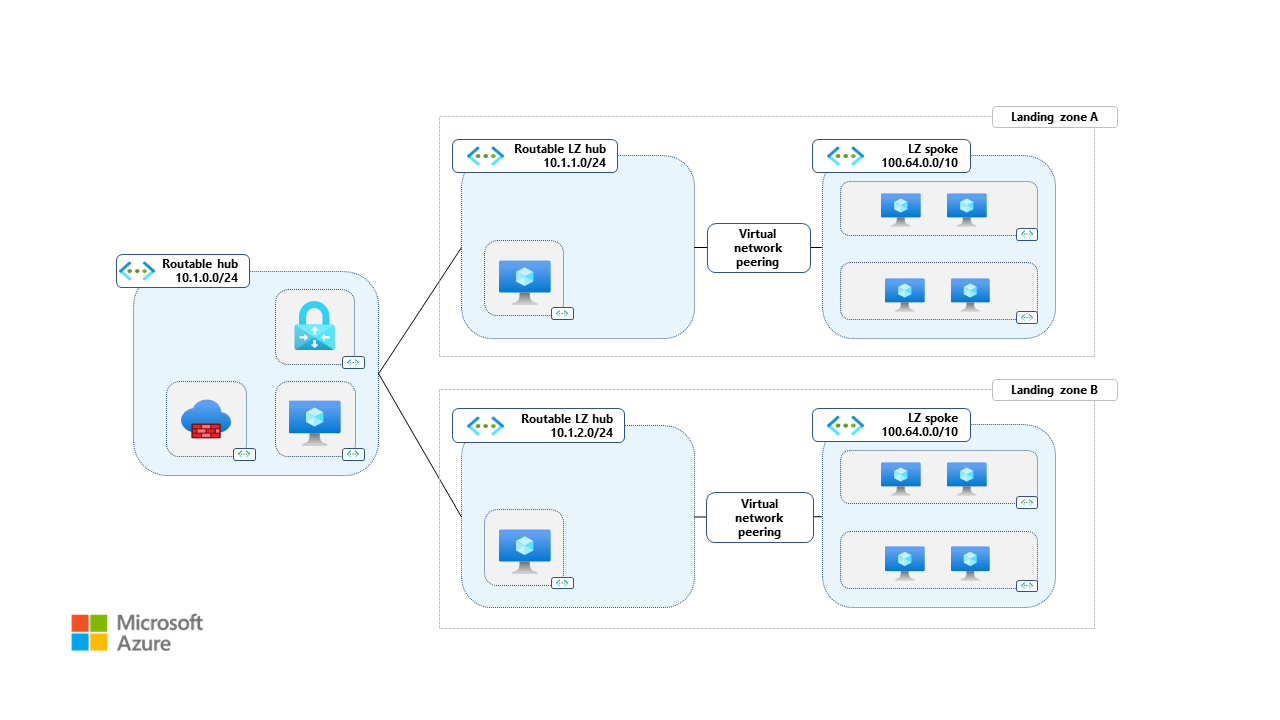 Landing zone A
Routable LZ hub
10.1.1.0/24
LZ spoke
100.64.0.0/10
Virtual
network
peering
Routable hub
10.1.0.0/24
Landing zone B
Routable LZ hub
10.1.2.0/24
LZ spoke
100.64.0.0/10
Virtual
network
peering
Microsoft
Azure